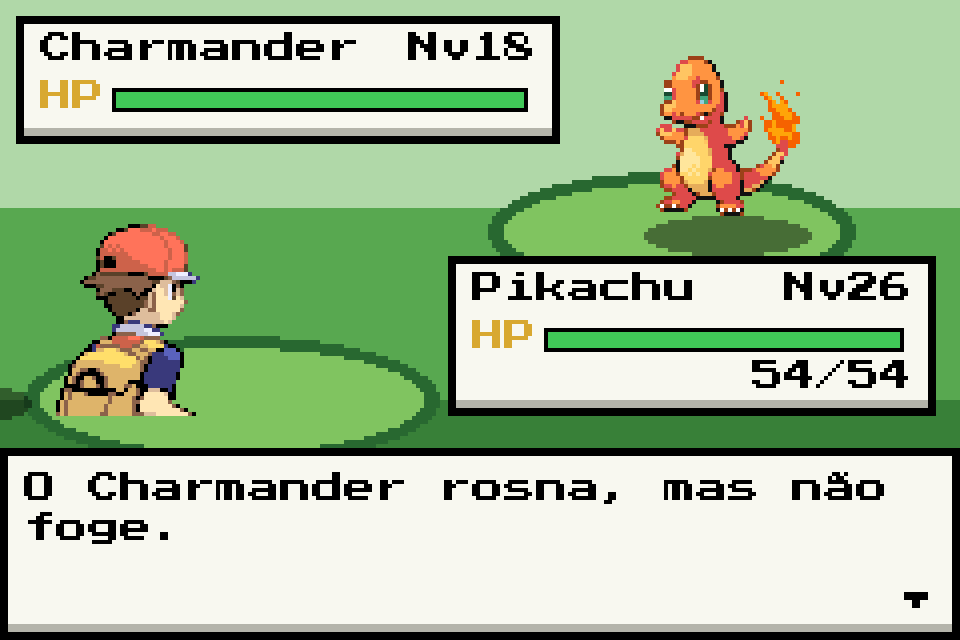 Charmander Nv18
HP
Pikachu Nv26
HP
54/54
O Charmander rosna, mas não
foge.